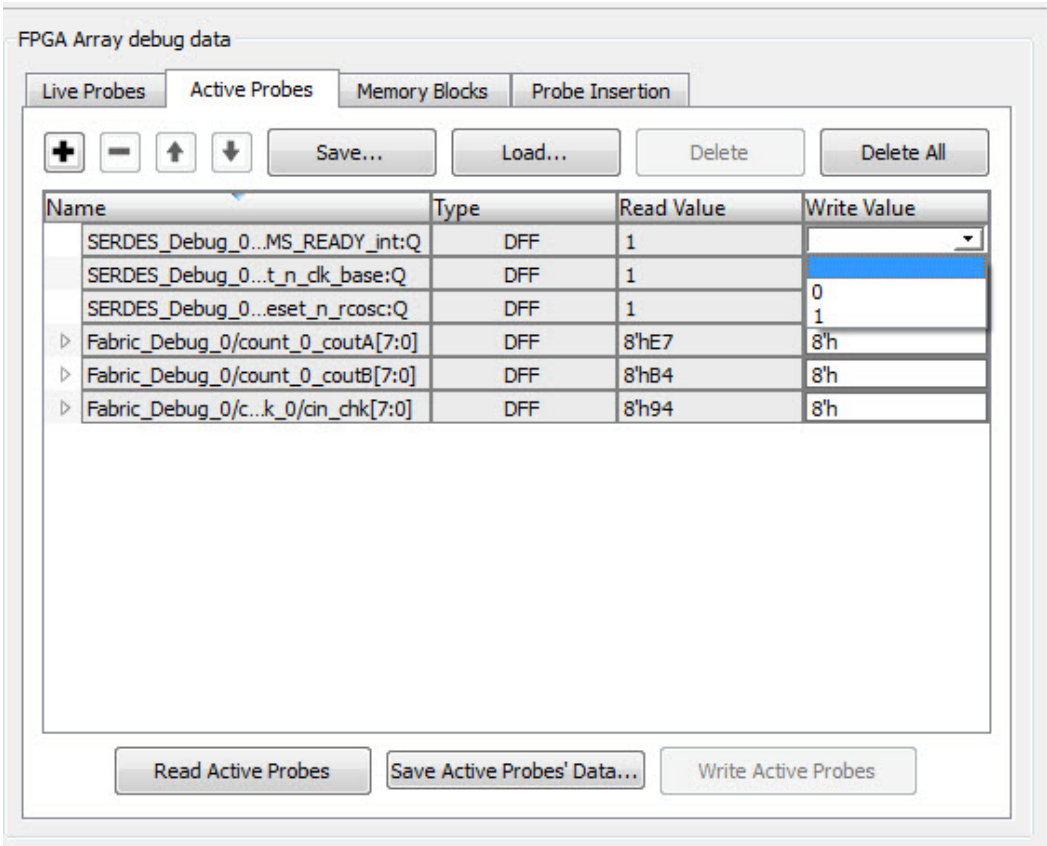 FPGA Array debug data
Live Probes Active Probes Memory Blocks Probe Insertion
Save... Load... Delete Delete All
Name Type Read Value Write Value
SERDES_Debug_0...MS_READY_int:Q DFF 1
SERDES_Debug_0...t_n_clk_base:Q DFF 1
0
SERDES_Debug_0...eset_n_rcosc:Q DFF 1
1
Fabric_Debug_0/count_0_coutA[7:0] DFF 8'hE7 8'h
Fabric_Debug_0/count_0_coutB[7:0] DFF 8'hB4 8'h
Fabric_Debug_0/c...k_0/cin_chk[7:0] DFF 8'h94 8'h
Read Active Probes Save Active Probes' Data... Write Active Probes